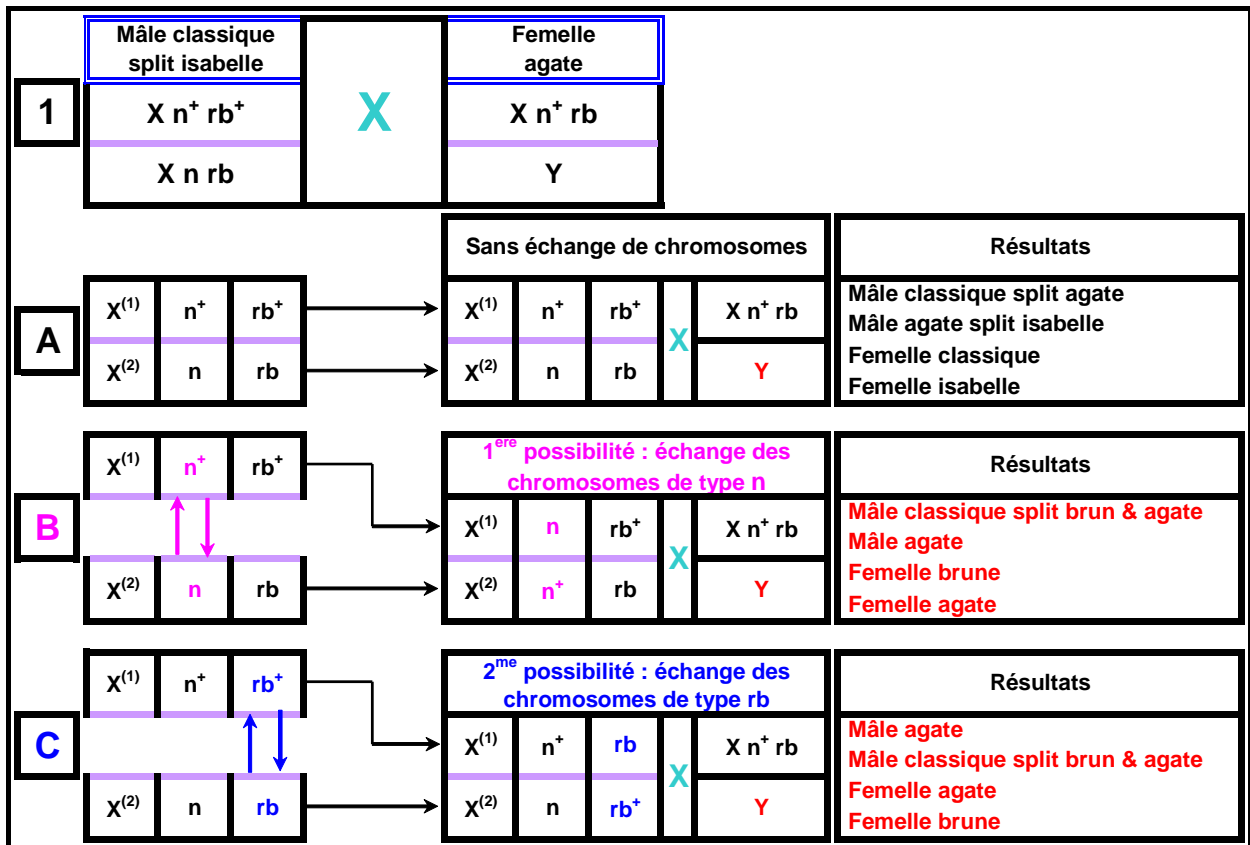 Mâle classique
split isabelle
X
Femelle
agate
1
X n⁺ rb⁺
X n⁺ rb
X n rb
Y
Sans échange de chromosomes
Résultats
A
X⁽¹⁾ n⁺ rb⁺
X⁽²⁾ n rb
X⁽¹⁾ n⁺ rb⁺
X⁽²⁾ n rb
X
X n⁺ rb
Y
Mâle classique split agate
Mâle agate split isabelle
Femelle classique
Femelle isabelle
B
X⁽¹⁾ n⁺ rb⁺
X⁽²⁾ n rb
1ᵉʳᵉ possibilité : échange des
chromosomes de type n
Résultats
X⁽¹⁾ n rb⁺
X⁽²⁾ n⁺ rb
X
X n⁺ rb
Y
Mâle classique split brun & agate
Mâle agate
Femelle brune
Femelle agate
C
X⁽¹⁾ n⁺ rb⁺
X⁽²⁾ n rb
2ᵐᵉ possibilité : échange des
chromosomes de type rb
Résultats
X⁽¹⁾ n⁺ rb
X⁽²⁾ n rb⁺
X
X n⁺ rb
Y
Mâle agate
Mâle classique split brun & agate
Femelle agate
Femelle brune